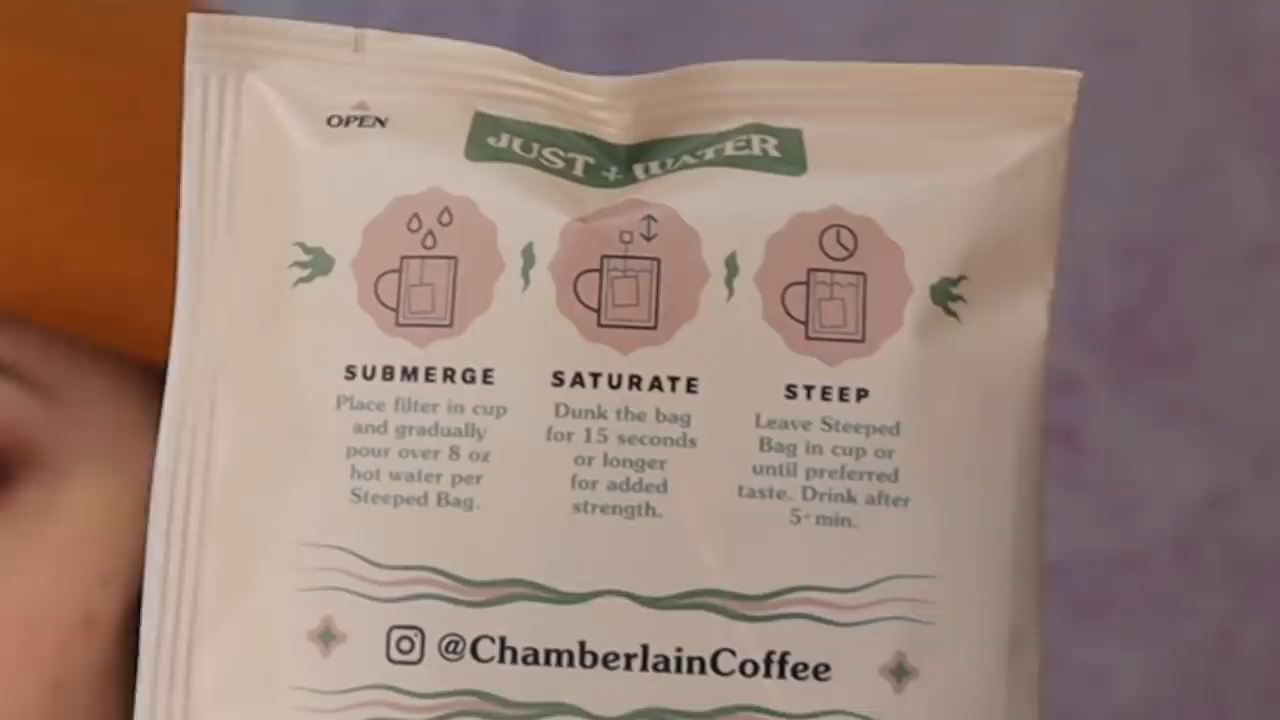 OPEN
JUST + WATER
SUBMERGE
Place filter in cup
and gradually
pour over 8 oz
hot water per
Steeped Bag.
SATURATE
Dunk the bag
for 15 seconds
or longer
for added
strength.
STEEP
Leave Steeped
Bag in cup or
until preferred
taste. Drink after
5+ min.
@ChamberlainCoffee